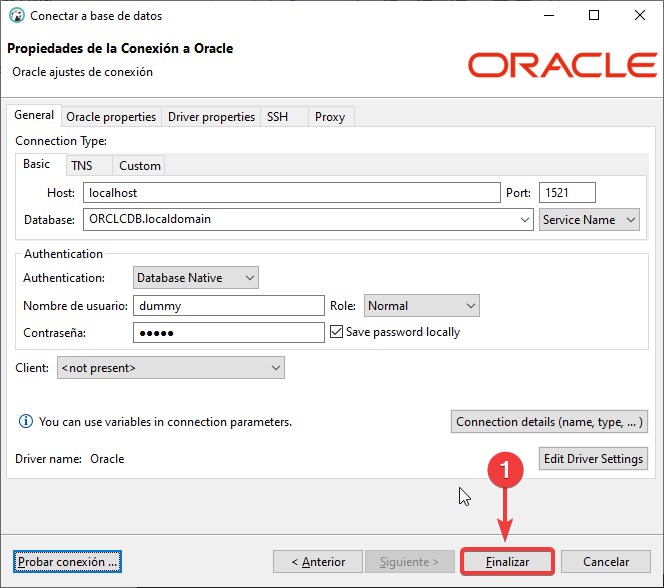 Conectar a base de datos
Propiedades de la Conexión a Oracle
Oracle ajustes de conexión
ORACLE
General Oracle properties Driver properties SSH Proxy
Connection Type:
Basic TNS Custom
Host: localhost Port: 1521
Database: ORCLCDB.localdomain Service Name
Authentication
Authentication: Database Native
Nombre de usuario: dummy Role: Normal
Contraseña: ●●●●● Save password locally
Client: <not present>
You can use variables in connection parameters. Connection details (name, type, ... )
Driver name: Oracle Edit Driver Settings
1
Probar conexión ... < Anterior Siguiente > Finalizar Cancelar